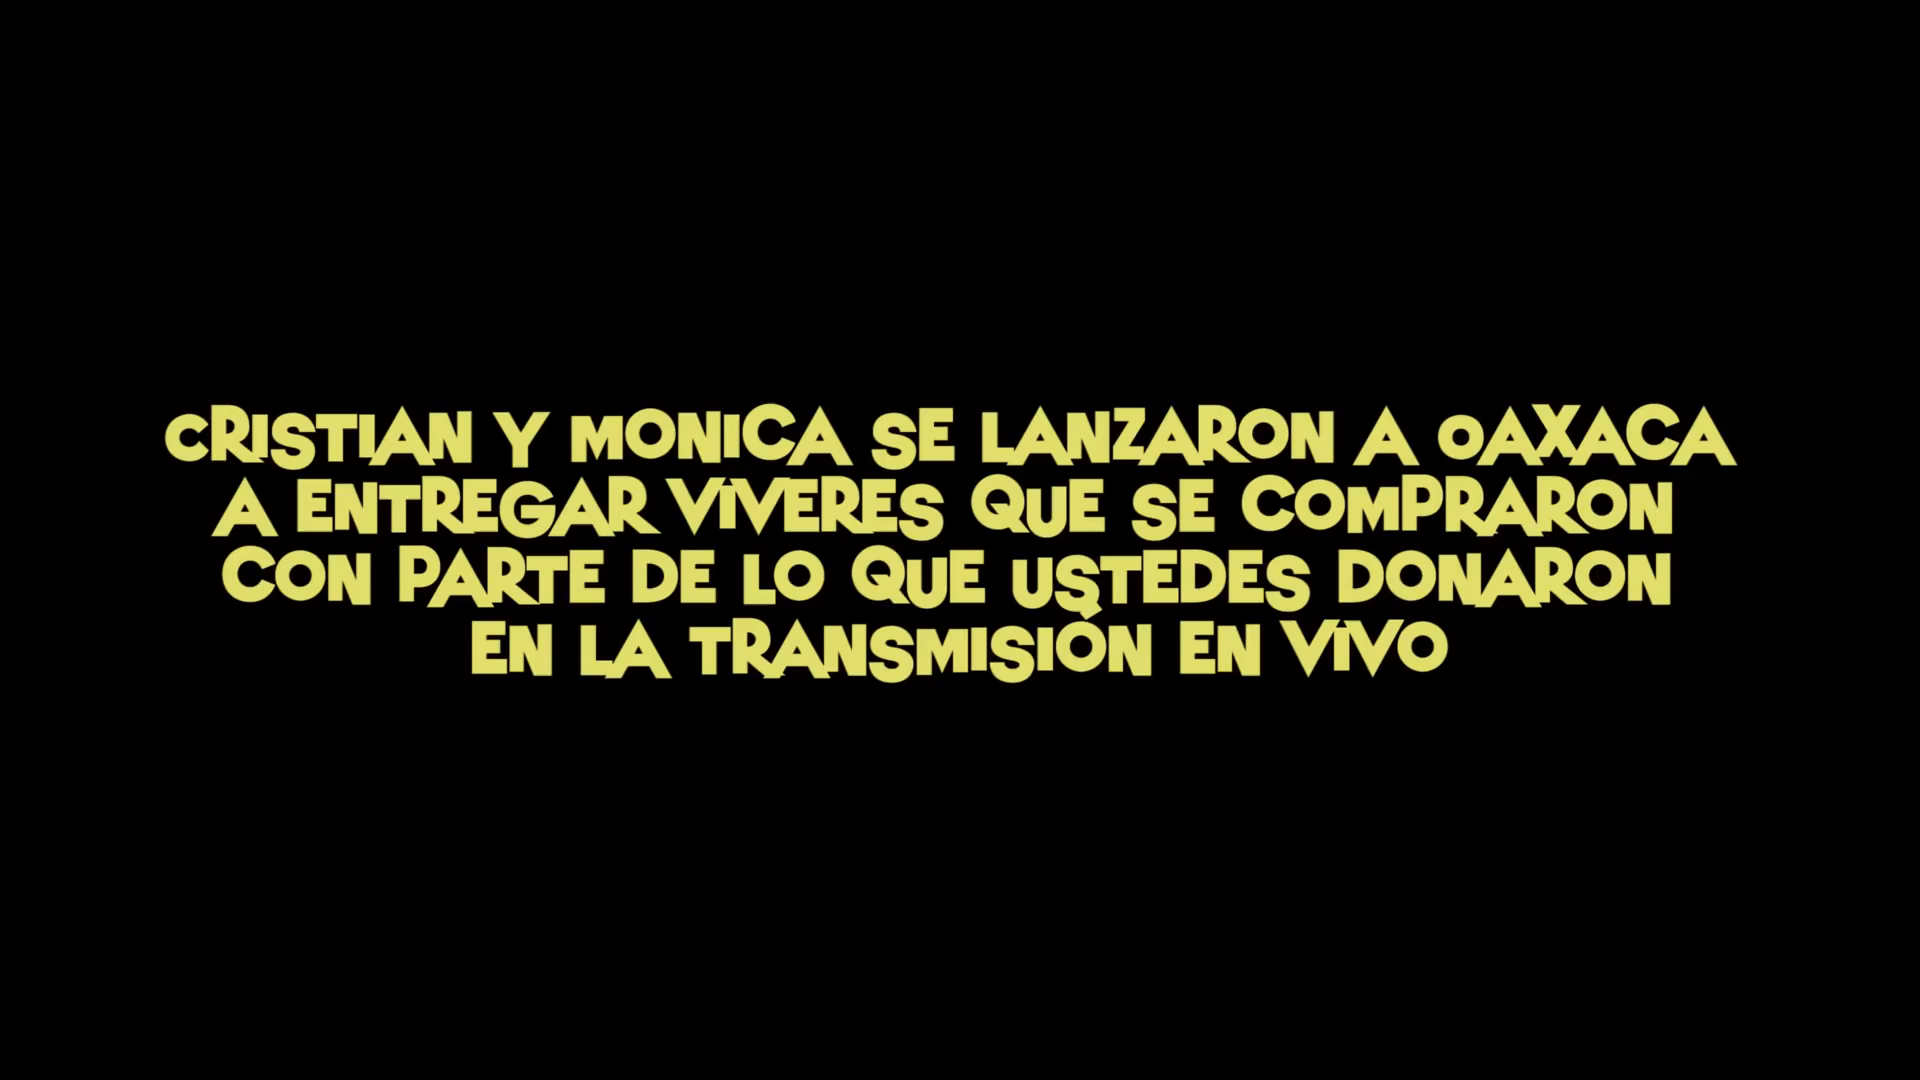 CRISTIAN Y MONICA SE LANZARON A OAXACA
A ENTREGAR VIVERES QUE SE COMPRARON
CON PARTE DE LO QUE USTEDES DONARON
EN LA TRANSMISIÒN EN VIVO